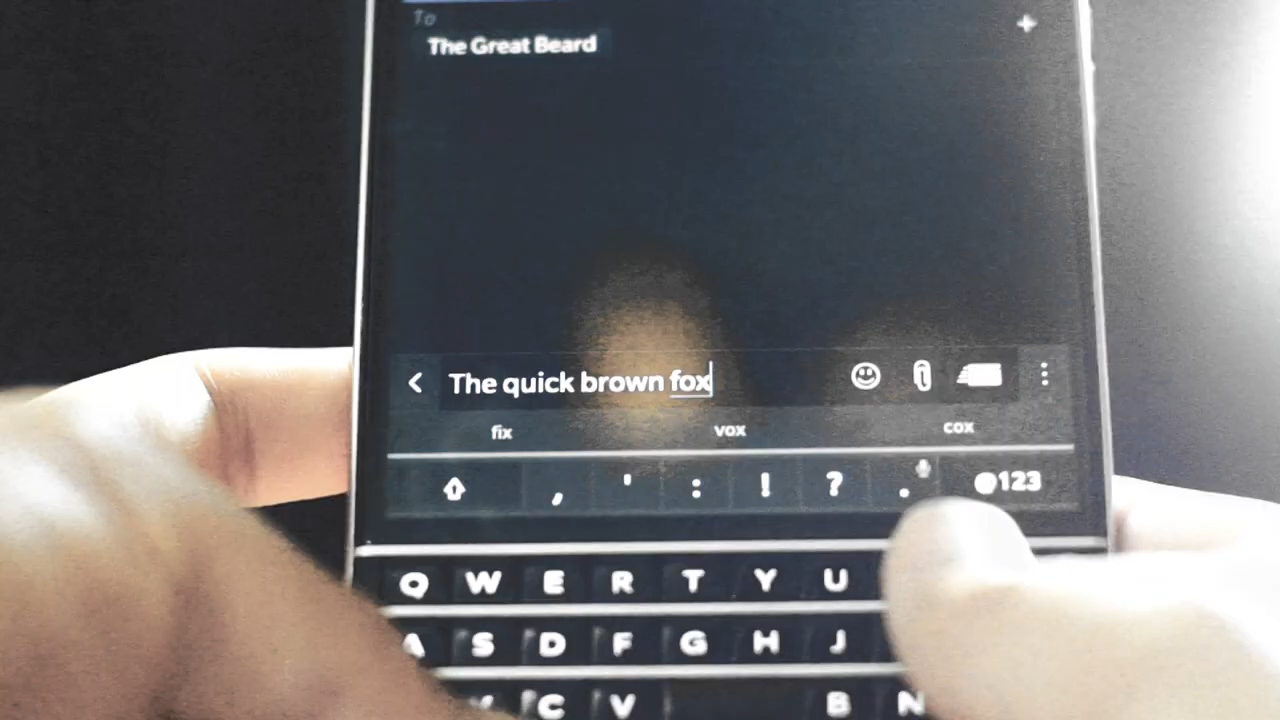 To
The Great Beard
+
< The quick brown fox
fix vox cox
, ' : ! ? . @123
Q W E R T Y U
A S D F G H J
C V B N